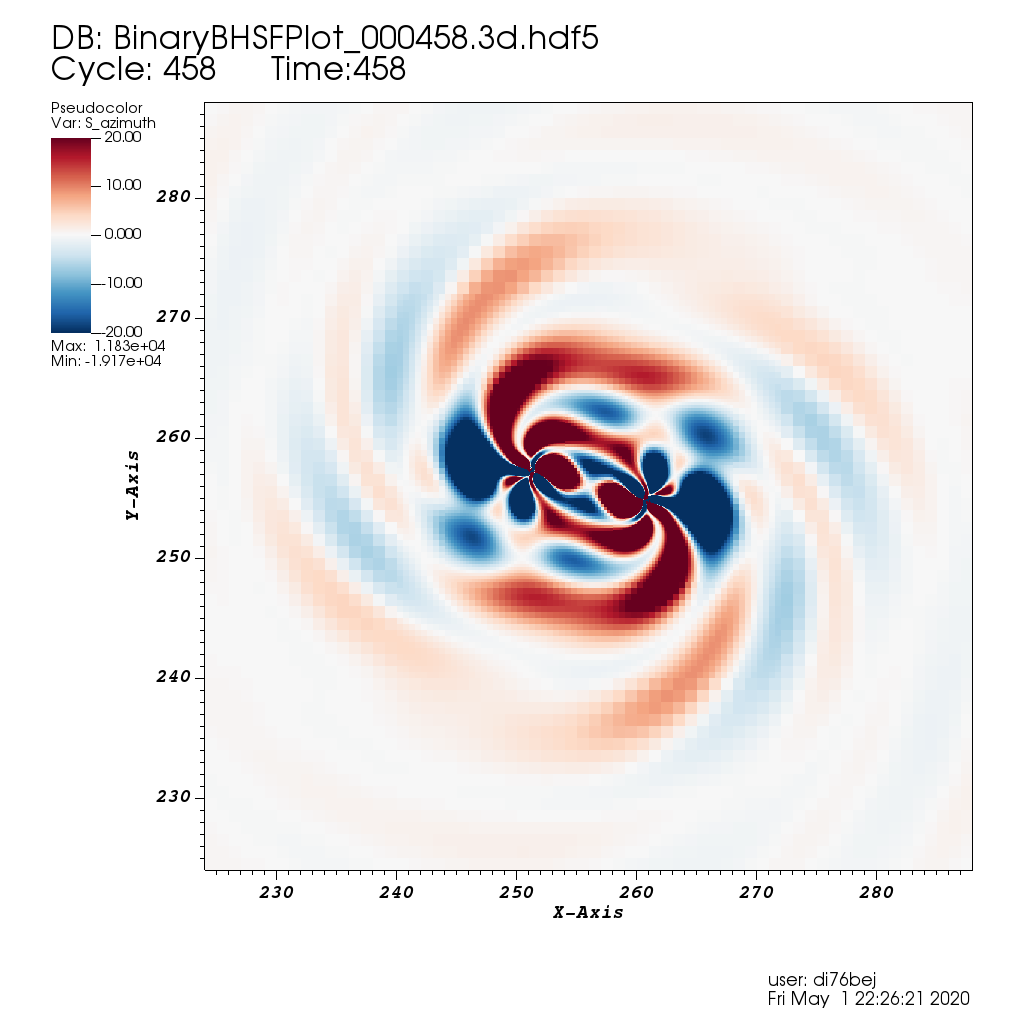 DB: BinaryBHSFPlot_000458.3d.hdf5
Cycle: 458 Time:458
Pseudocolor
Var: S_azimuth
20.00
10.00
0.000
-10.00
-20.00
Max: 1.183e+04
Min: -1.917e+04
280
270
260
250
240
230
Y-Axis
230 240 250 260 270 280
X-Axis
user: di76bej
Fri May 1 22:26:21 2020